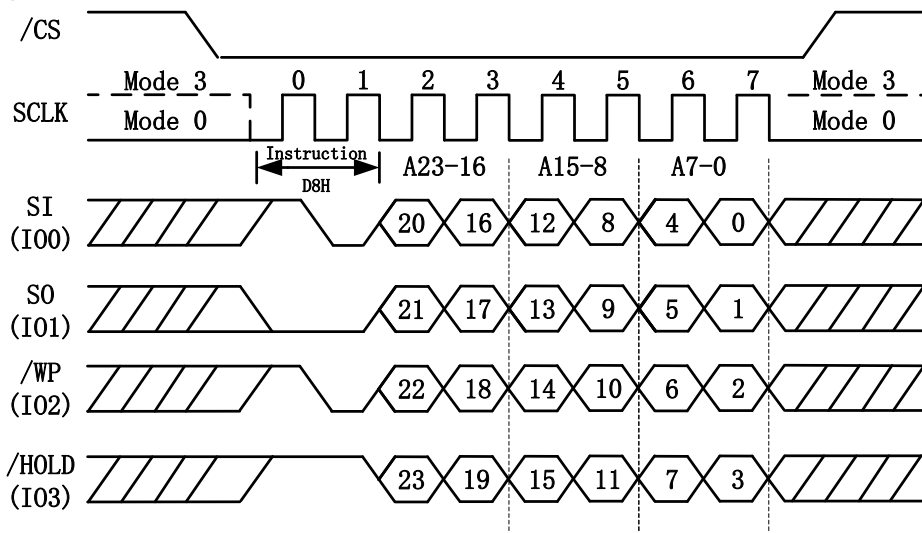 /CS
Mode 3 0 1 2 3 4 5 6 7 Mode 3
SCLK
Mode 0 Mode 0
Instruction
D8H
A23-16 A15-8 A7-0
SI
(IO0)
20 16 12 8 4 0
SO
(IO1)
21 17 13 9 5 1
/WP
(IO2)
22 18 14 10 6 2
/HOLD
(IO3)
23 19 15 11 7 3